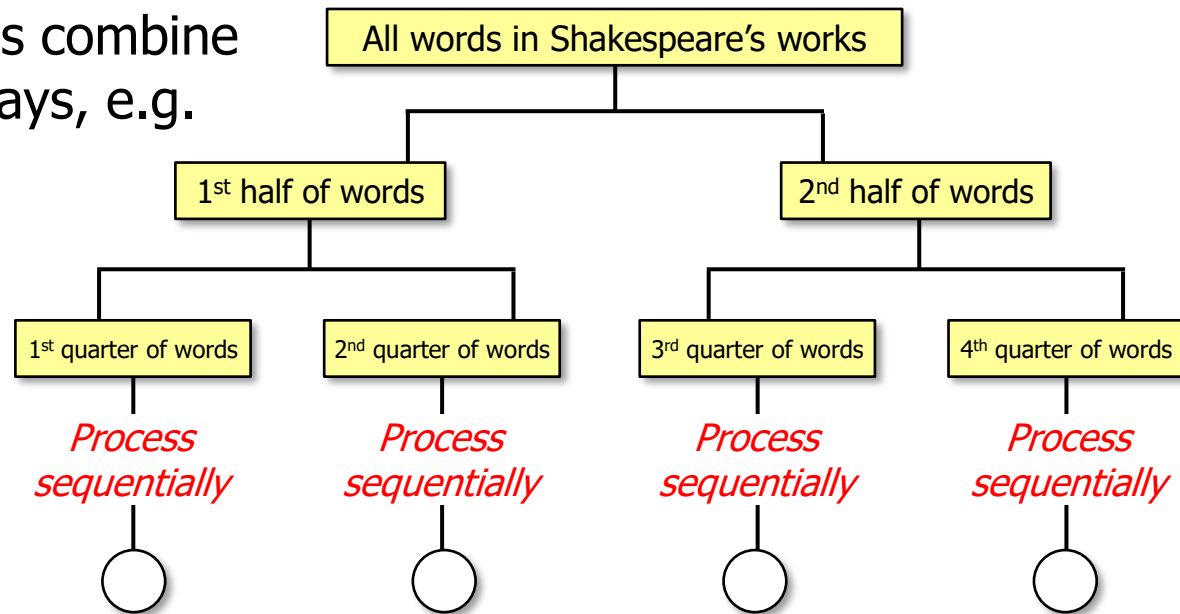 s combine
ays, e.g.
All words in Shakespeare’s works
1st half of words
2nd half of words
1st quarter of words
2nd quarter of words
3rd quarter of words
4th quarter of words
Process
sequentially
Process
sequentially
Process
sequentially
Process
sequentially